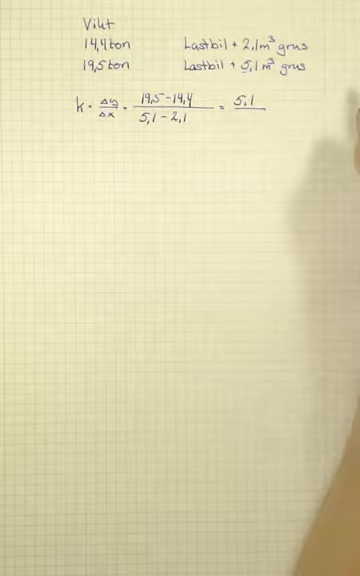 Vikt
14,4 ton Lastbil + 2,1 m³ grus
19,5 ton Lastbil + 5,1 m³ grus
k = Δy/Δx = 19,5 - 14,4 / 5,1 - 2,1 = 5,1